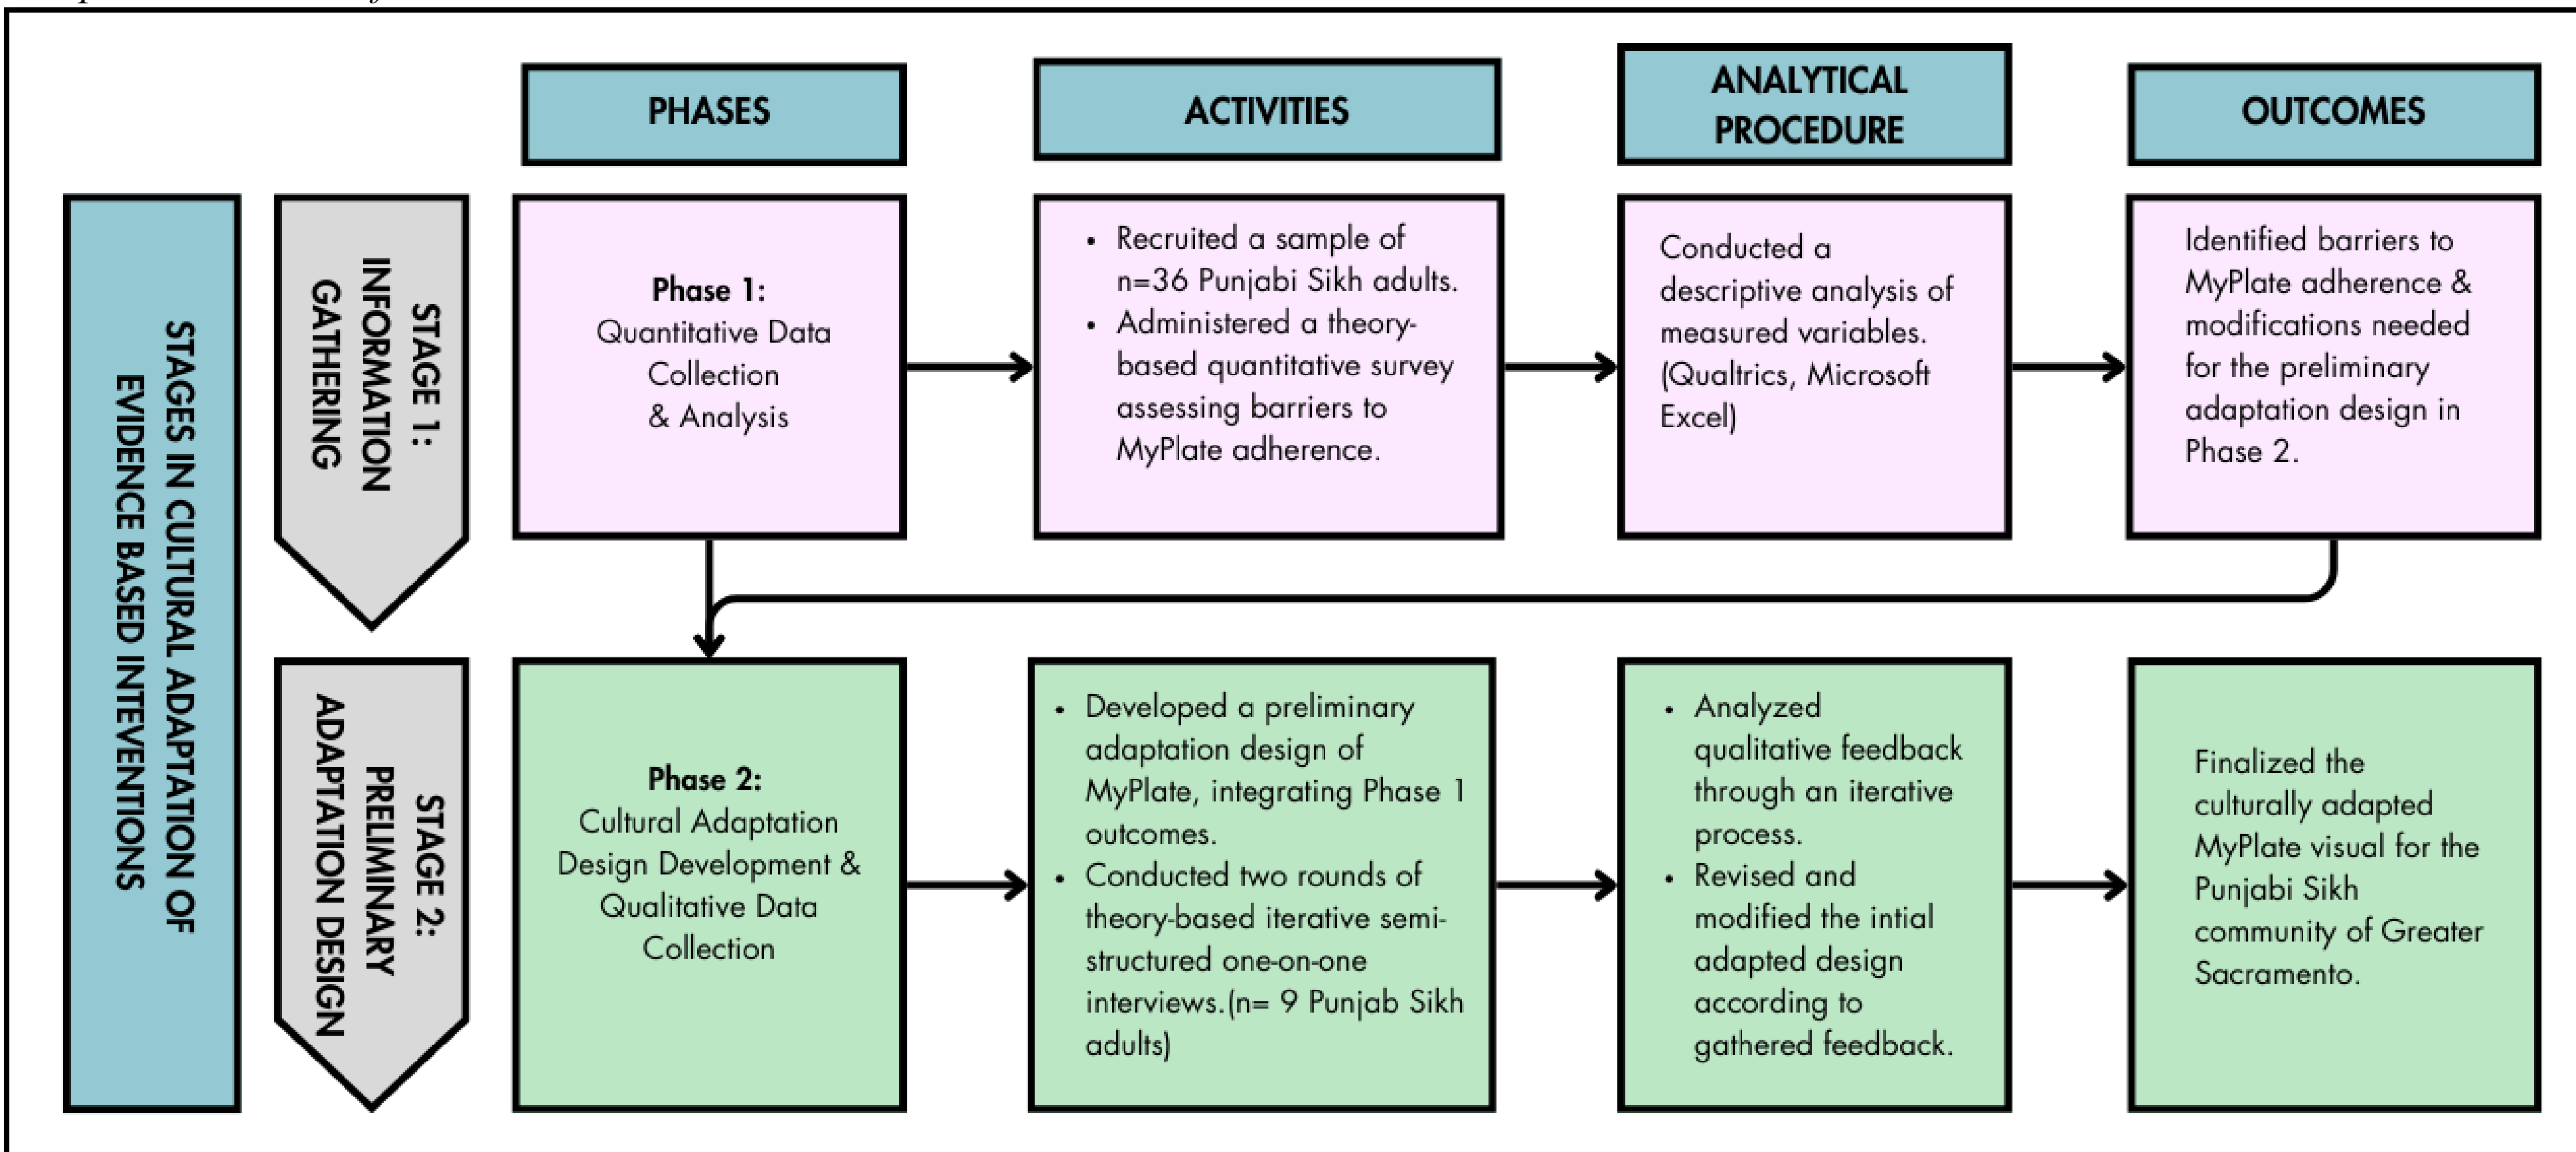 PHASES
ACTIVITIES
ANALYTICAL
PROCEDURE
OUTCOMES
STAGES IN CULTURAL ADAPTATION OF
EVIDENCE BASED INTEVENTIONS
STAGE 1:
INFORMATION
GATHERING
Phase 1:
Quantitative Data
Collection
& Analysis
• Recruited a sample of
n=36 Punjabi Sikh adults.
• Administered a theory-
based quantitative survey
assessing barriers to
MyPlate adherence.
Conducted a
descriptive analysis of
measured variables.
(Qualtrics, Microsoft
Excel)
Identified barriers to
MyPlate adherence &
modifications needed
for the preliminary
adaptation design in
Phase 2.
STAGE 2:
PRELIMINARY
ADAPTATION DESIGN
Phase 2:
Cultural Adaptation
Design Development &
Qualitative Data
Collection
• Developed a preliminary
adaptation design of
MyPlate, integrating Phase 1
outcomes.
• Conducted two rounds of
theory-based iterative semi-
structured one-on-one
interviews.(n= 9 Punjab Sikh
adults)
• Analyzed
qualitative feedback
through an iterative
process.
• Revised and
modified the intial
adapted design
according to
gathered feedback.
Finalized the
culturally adapted
MyPlate visual for the
Punjabi Sikh
community of Greater
Sacramento.